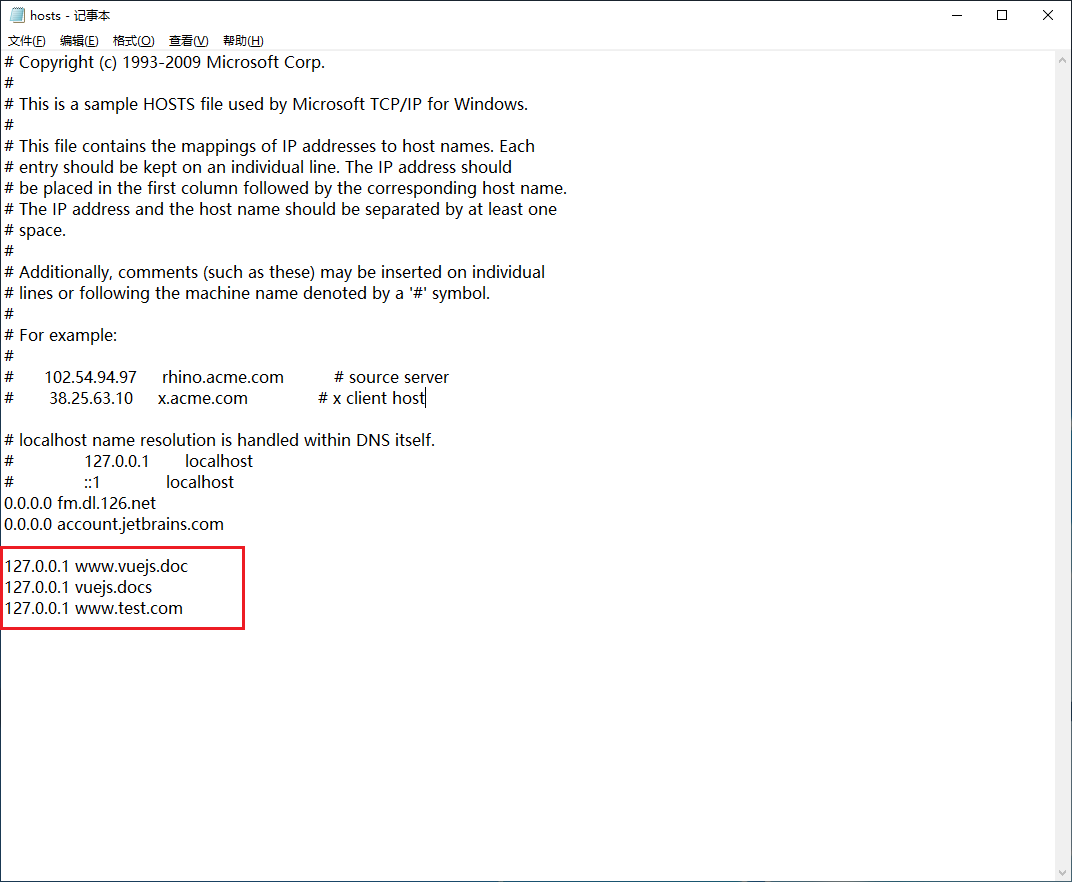 hosts - 记事本
文件(F) 编辑(E) 格式(O) 查看(V) 帮助(H)
# Copyright (c) 1993-2009 Microsoft Corp.
#
# This is a sample HOSTS file used by Microsoft TCP/IP for Windows.
#
# This file contains the mappings of IP addresses to host names. Each
# entry should be kept on an individual line. The IP address should
# be placed in the first column followed by the corresponding host name.
# The IP address and the host name should be separated by at least one
# space.
#
# Additionally, comments (such as these) may be inserted on individual
# lines or following the machine name denoted by a '#' symbol.
#
# For example:
#
#      102.54.94.97     rhino.acme.com          # source server
#       38.25.63.10     x.acme.com              # x client host

# localhost name resolution is handled within DNS itself.
#	127.0.0.1       localhost
#	::1             localhost
0.0.0.0 fm.dl.126.net
0.0.0.0 account.jetbrains.com

127.0.0.1 www.vuejs.doc
127.0.0.1 vuejs.docs
127.0.0.1 www.test.com